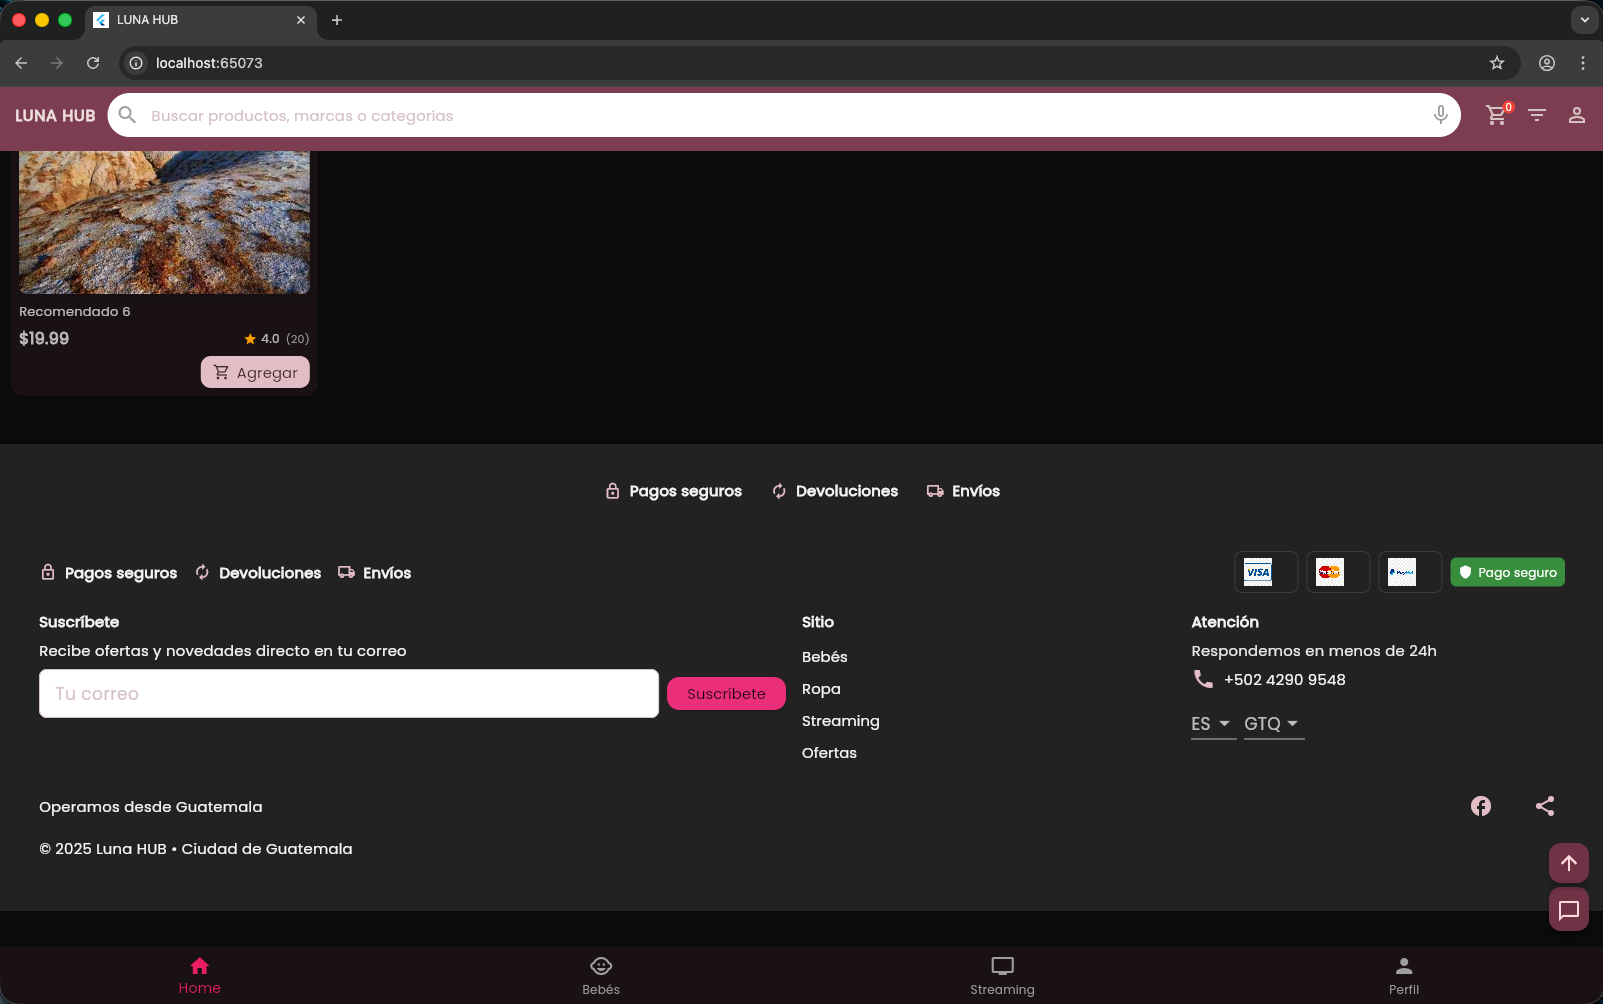 LUNA HUB
localhost:65073
LUNA HUB
Buscar productos, marcas o categorías
0
Recomendado 6
$19.99
4.0 (20)
Agregar
Pagos seguros Devoluciones Envíos
Pagos seguros Devoluciones Envíos
VISA
PayPal
Pago seguro
Suscríbete
Recibe ofertas y novedades directo en tu correo
Tu correo
Suscríbete
Sitio
Bebés
Ropa
Streaming
Ofertas
Atención
Respondemos en menos de 24h
+502 4290 9548
ES GTQ
Operamos desde Guatemala
© 2025 Luna HUB • Ciudad de Guatemala
Home
Bebés
Streaming
Perfil